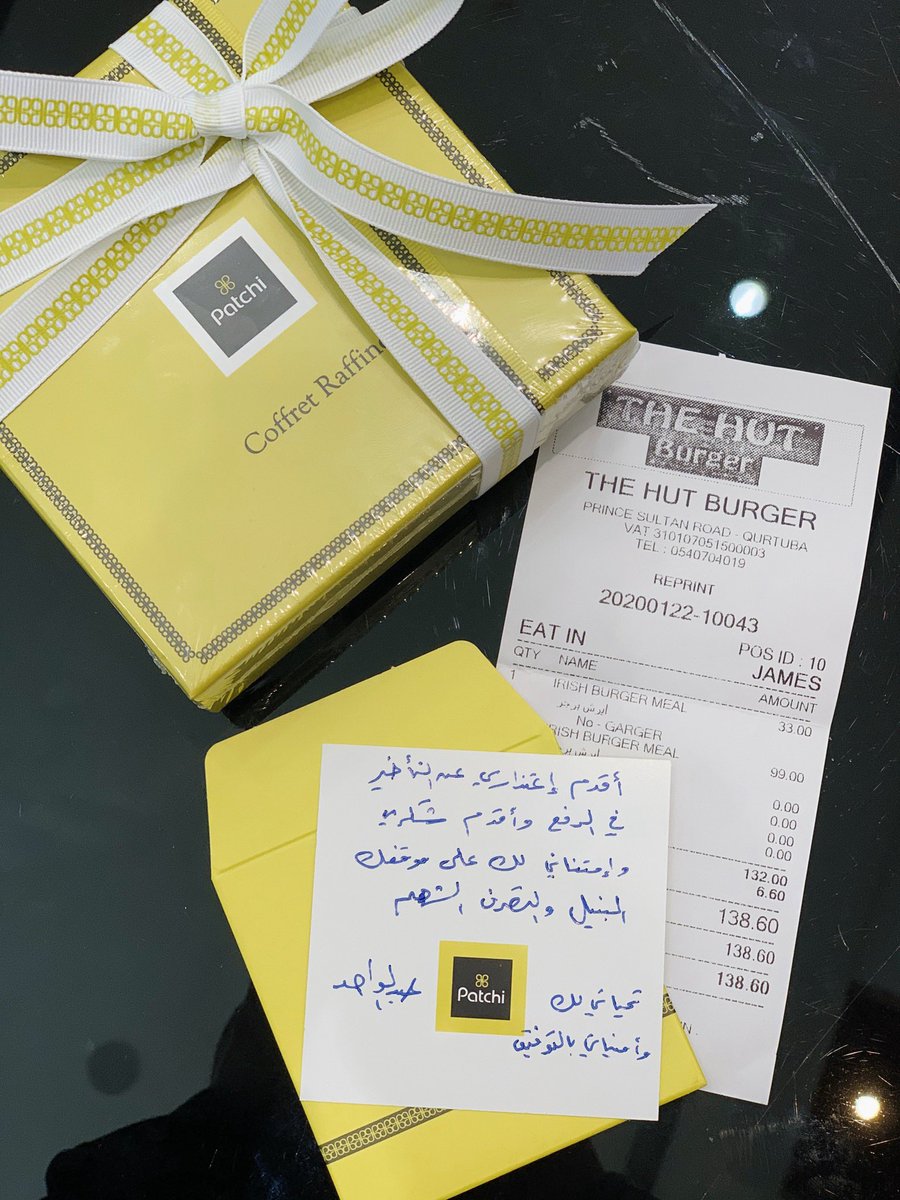 Patchi
Coffret Raffin
THE HUT
Burger
THE HUT BURGER
PRINCE SULTAN ROAD - QURTUBA
VAT 310107051500003
TEL : 0540704019
REPRINT
20200122-10043
EAT IN
POS ID : 10
JAMES
QTY NAME AMOUNT
1 IRISH BURGER MEAL 33.00
ايرش برجر
No - GARGER
IRISH BURGER MEAL 99.00
ايرش
0.00
0.00
0.00
0.00
132.00
6.60
138.60
138.60
138.60
أقدم إعتذاري عن التأخير
في الدفع وأقدم شكري
وإمتناني لك على موقفك
النبيل والتصرف الشهم
تحياتي لك
Patchi
عبدالواحد
وأمنياتي بالتوفيق